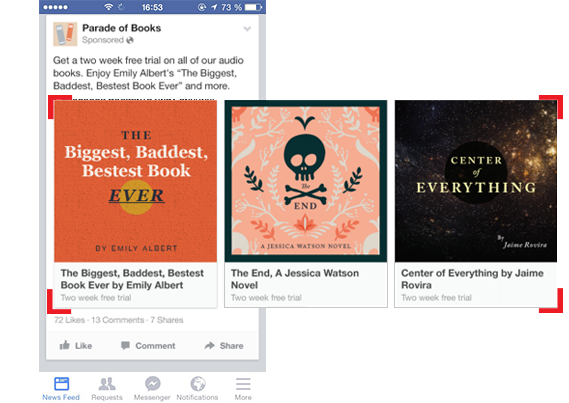 16:53
73 %
Parade of Books
Sponsored
Get a two week free trial on all of our audio
books. Enjoy Emily Albert's "The Biggest,
Baddest, Bestest Book Ever" and more.
THE
Biggest, Baddest,
Bestest Book
EVER
BY EMILY ALBERT
The Biggest, Baddest, Bestest
Book Ever by Emily Albert
Two week free trial
The
END
A JESSICA WATSON NOVEL
The End, A Jessica Watson
Novel
Two week free trial
CENTER
of
EVERYTHING
By
Jaime Rovira
Center of Everything by Jaime
Rovira
Two week free trial
72 Likes · 13 Comments · 7 Shares
Like
Comment
Share
News Feed
Requests
Messenger
Notifications
More